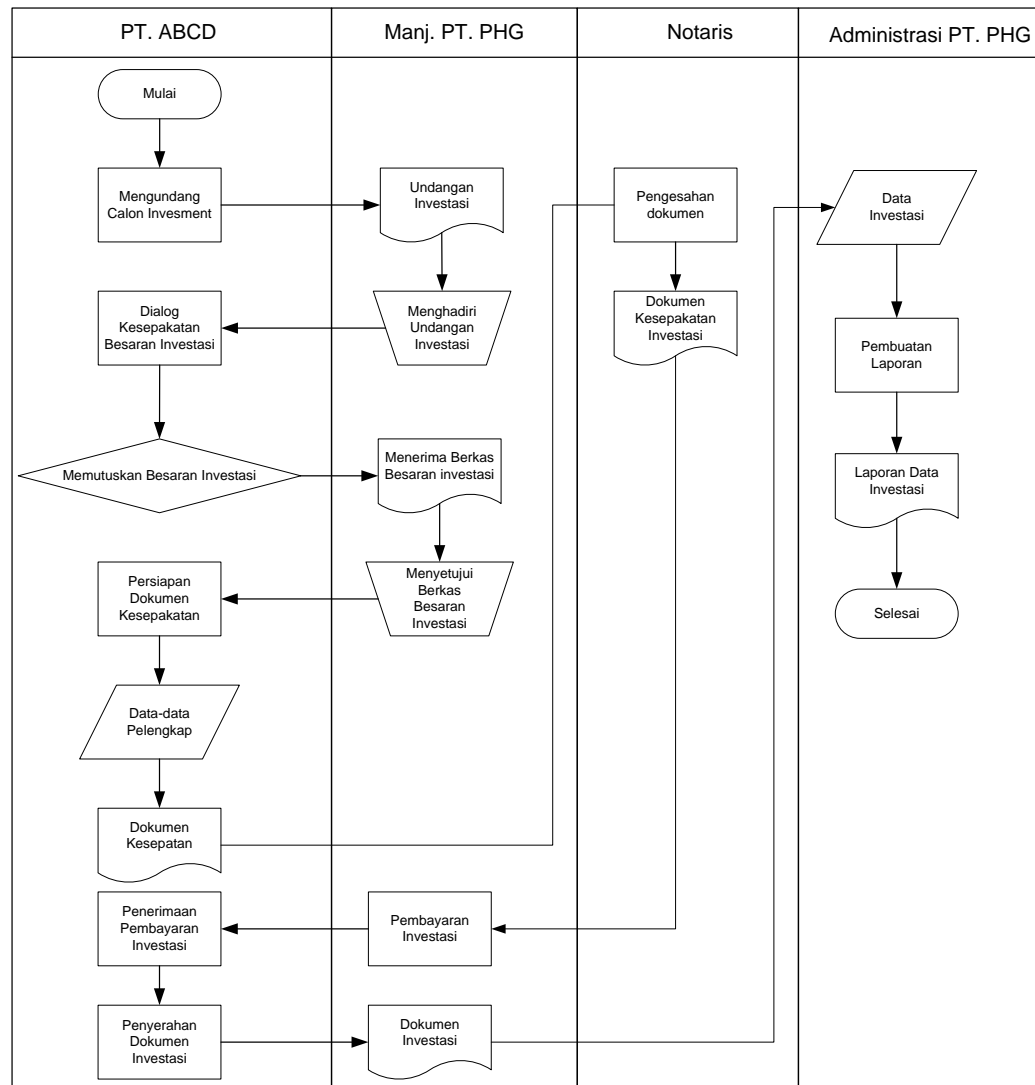 PT. ABCD
Manj. PT. PHG
Notaris
Administrasi PT. PHG
Mulai
Mengundang
Calon Invesment
Undangan
Investasi
Pengesahan
dokumen
Data
Investasi
Dialog
Kesepakatan
Besaran Investasi
Menghadiri
Undangan
Investasi
Dokumen
Kesepakatan
Investasi
Pembuatan
Laporan
Memutuskan Besaran Investasi
Menerima Berkas
Besaran investasi
Laporan Data
Investasi
Persiapan
Dokumen
Kesepakatan
Menyetujui
Berkas
Besaran
Investasi
Selesai
Data-data
Pelengkap
Dokumen
Kesepatan
Penerimaan
Pembayaran
Investasi
Pembayaran
Investasi
Penyerahan
Dokumen
Investasi
Dokumen
Investasi